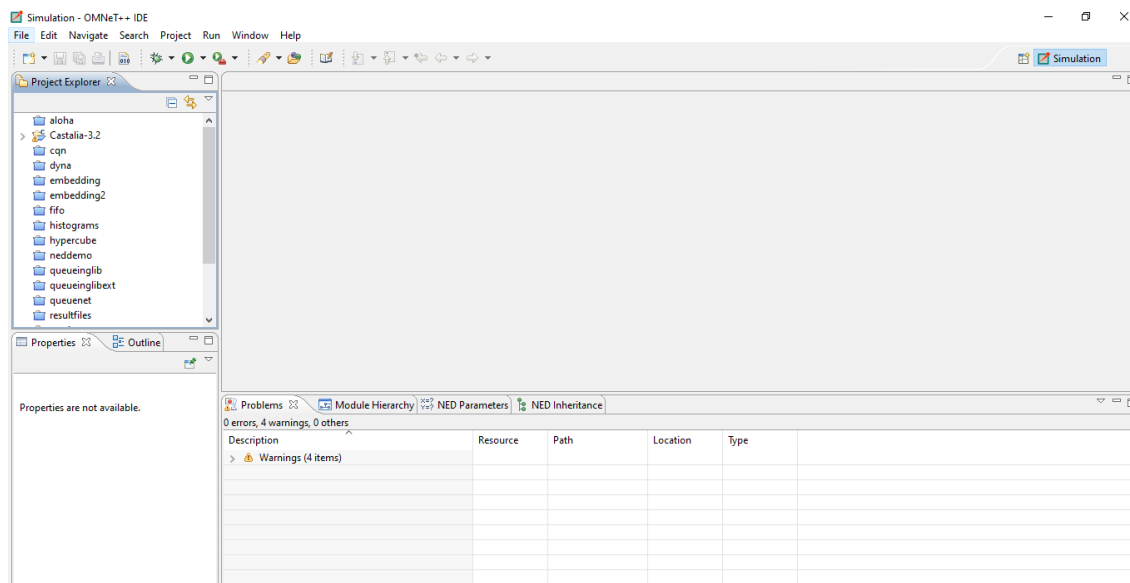 Simulation - OMNeT++ IDE
File Edit Navigate Search Project Run Window Help
Simulation
Project Explorer
aloha
Castalia-3.2
cqn
dyna
embedding
embedding2
fifo
histograms
hypercube
neddemo
queueinglib
queueinglibext
queuenet
resultfiles
Properties Outline
Properties are not available.
Problems Module Hierarchy NED Parameters NED Inheritance
0 errors, 4 warnings, 0 others
Description Resource Path Location Type
Warnings (4 items)